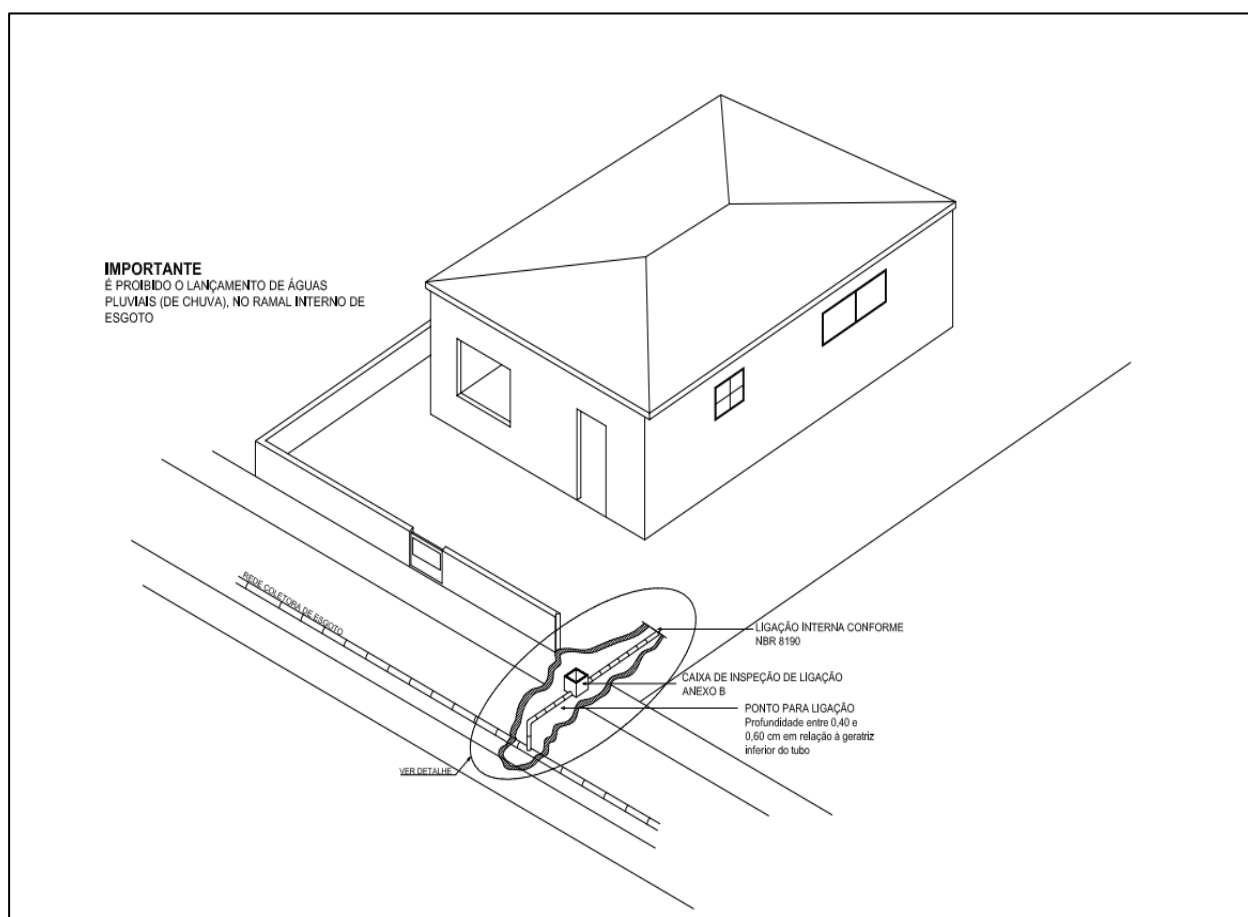 IMPORTANTE
É PROIBIDO O LANÇAMENTO DE ÁGUAS
PLUVIAIS (DE CHUVA), NO RAMAL INTERNO DE
ESGOTO
REDE COLETORA DE ESGOTO
LIGAÇÃO INTERNA CONFORME
NBR 8190
CAIXA DE INSPEÇÃO DE LIGAÇÃO
ANEXO B
PONTO PARA LIGAÇÃO
Profundidade entre 0,40 e
0,60 cm em relação à geratriz
inferior do tubo
VER DETALHE